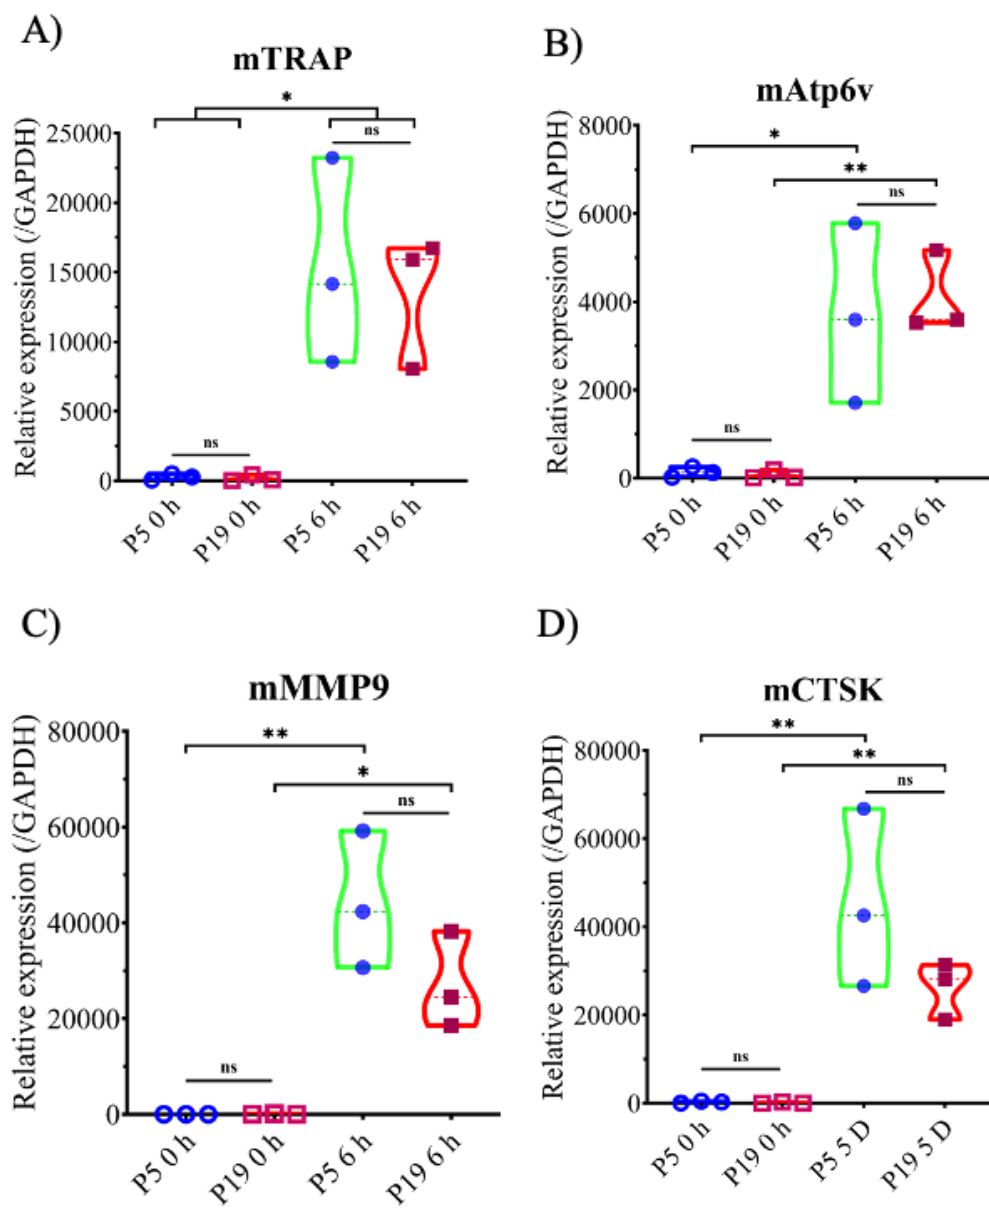 A)
mTRAP
Relative expression (/GAPDH)
25000
20000
15000
10000
5000
0
*
ns
ns
P5 0 h
P19 0 h
P5 6 h
P19 6 h
B)
mAtp6v
Relative expression (/GAPDH)
8000
6000
4000
2000
0
*
**
ns
ns
P5 0 h
P19 0 h
P5 6 h
P19 6 h
C)
mMMP9
Relative expression (/GAPDH)
80000
60000
40000
20000
0
**
*
ns
ns
P5 0 h
P19 0 h
P5 6 h
P19 6 h
D)
mCTSK
Relative expression (/GAPDH)
80000
60000
40000
20000
0
**
**
ns
ns
P5 0 h
P19 0 h
P5 5 D
P19 5 D